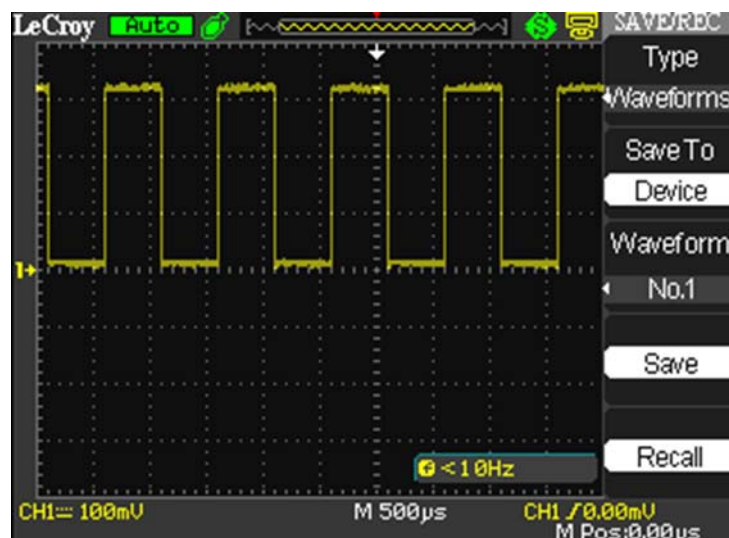 LeCroy Auto SAVE/REC
Type
Waveforms
Save To
Device
Waveform
No.1
Save
Recall
1
f <10Hz
CH1 100mV M 500µs CH1 0.00mV
M Pos:0.00µs